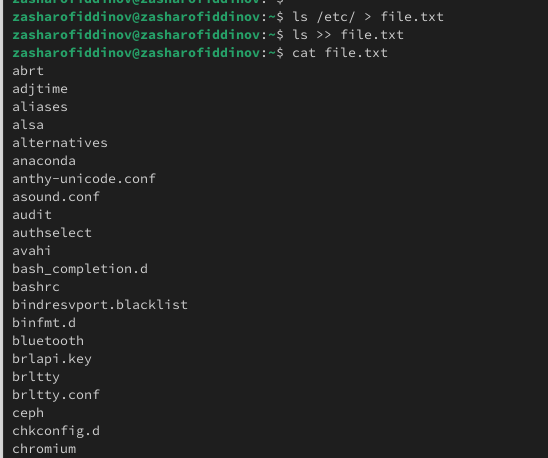 zasharofiddinov@zasharofiddinov:~$ ls /etc/ > file.txt
zasharofiddinov@zasharofiddinov:~$ ls >> file.txt
zasharofiddinov@zasharofiddinov:~$ cat file.txt
abrt
adjtime
aliases
alsa
alternatives
anaconda
anthy-unicode.conf
asound.conf
audit
authselect
avahi
bash_completion.d
bashrc
bindresvport.blacklist
binfmt.d
bluetooth
brlapi.key
brltty
brltty.conf
ceph
chkconfig.d
chromium